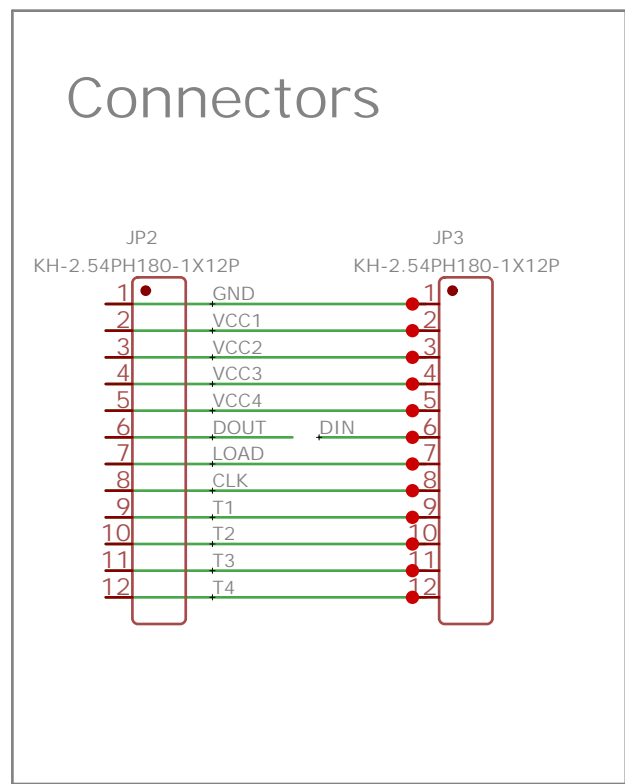 Connectors
JP2 JP3
KH-2.54PH180-1X12P KH-2.54PH180-1X12P
1 GND 1
2 VCC1 2
3 VCC2 3
4 VCC3 4
5 VCC4 5
6 DOUT DIN 6
7 LOAD 7
8 CLK 8
9 T1 9
10 T2 10
11 T3 11
12 T4 12